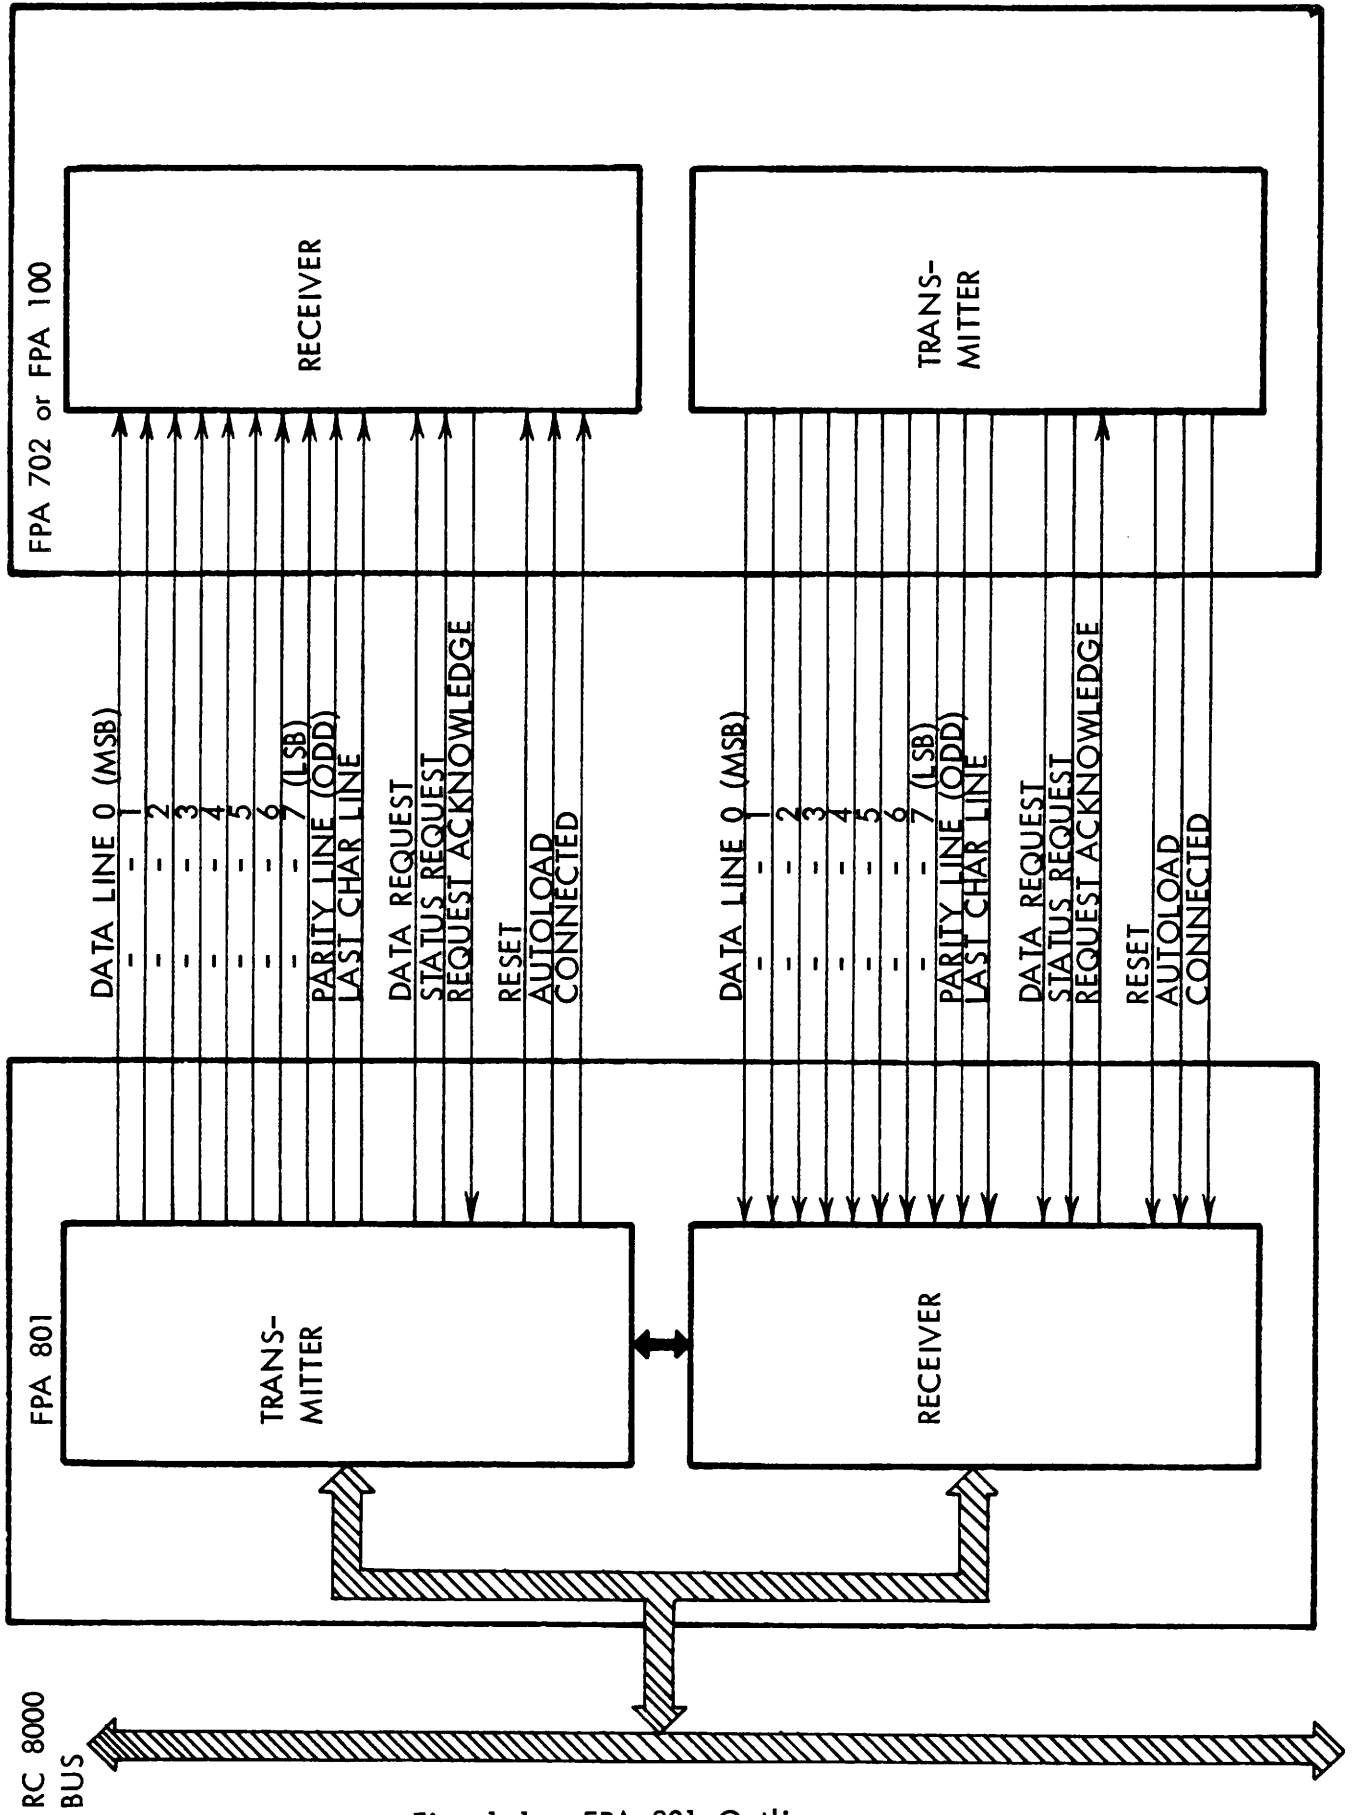 RC 8000
BUS
FPA 801
TRANS-
MITTER
RECEIVER
DATA LINE 0 (MSB)
- - 1
- - 2
- - 3
- - 4
- - 5
- - 6
- - 7 (LSB)
PARITY LINE (ODD)
LAST CHAR LINE
DATA REQUEST
STATUS REQUEST
REQUEST ACKNOWLEDGE
RESET
AUTOLOAD
CONNECTED
DATA LINE 0 (MSB)
- - 1
- - 2
- - 3
- - 4
- - 5
- - 6
- - 7 (LSB)
PARITY LINE (ODD)
LAST CHAR LINE
DATA REQUEST
STATUS REQUEST
REQUEST ACKNOWLEDGE
RESET
AUTOLOAD
CONNECTED
FPA 702 or FPA 100
RECEIVER
TRANS-
MITTER